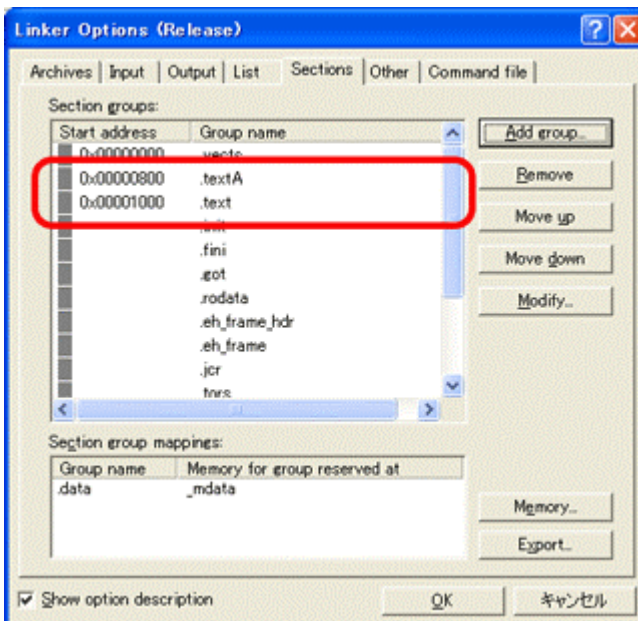 Linker Options (Release)
Archives Input Output List Sections Other Command file
Section groups:
Start address Group name
0x00000000 .vects
0x00000800 .textA
0x00001000 .text
.init
.fini
.got
.rodata
.eh_frame_hdr
.eh_frame
.jcr
.tors
Add group...
Remove
Move up
Move down
Modify...
Section group mappings:
Group name Memory for group reserved at
.data _mdata
Memory...
Export...
Show option description
OK
キャンセル